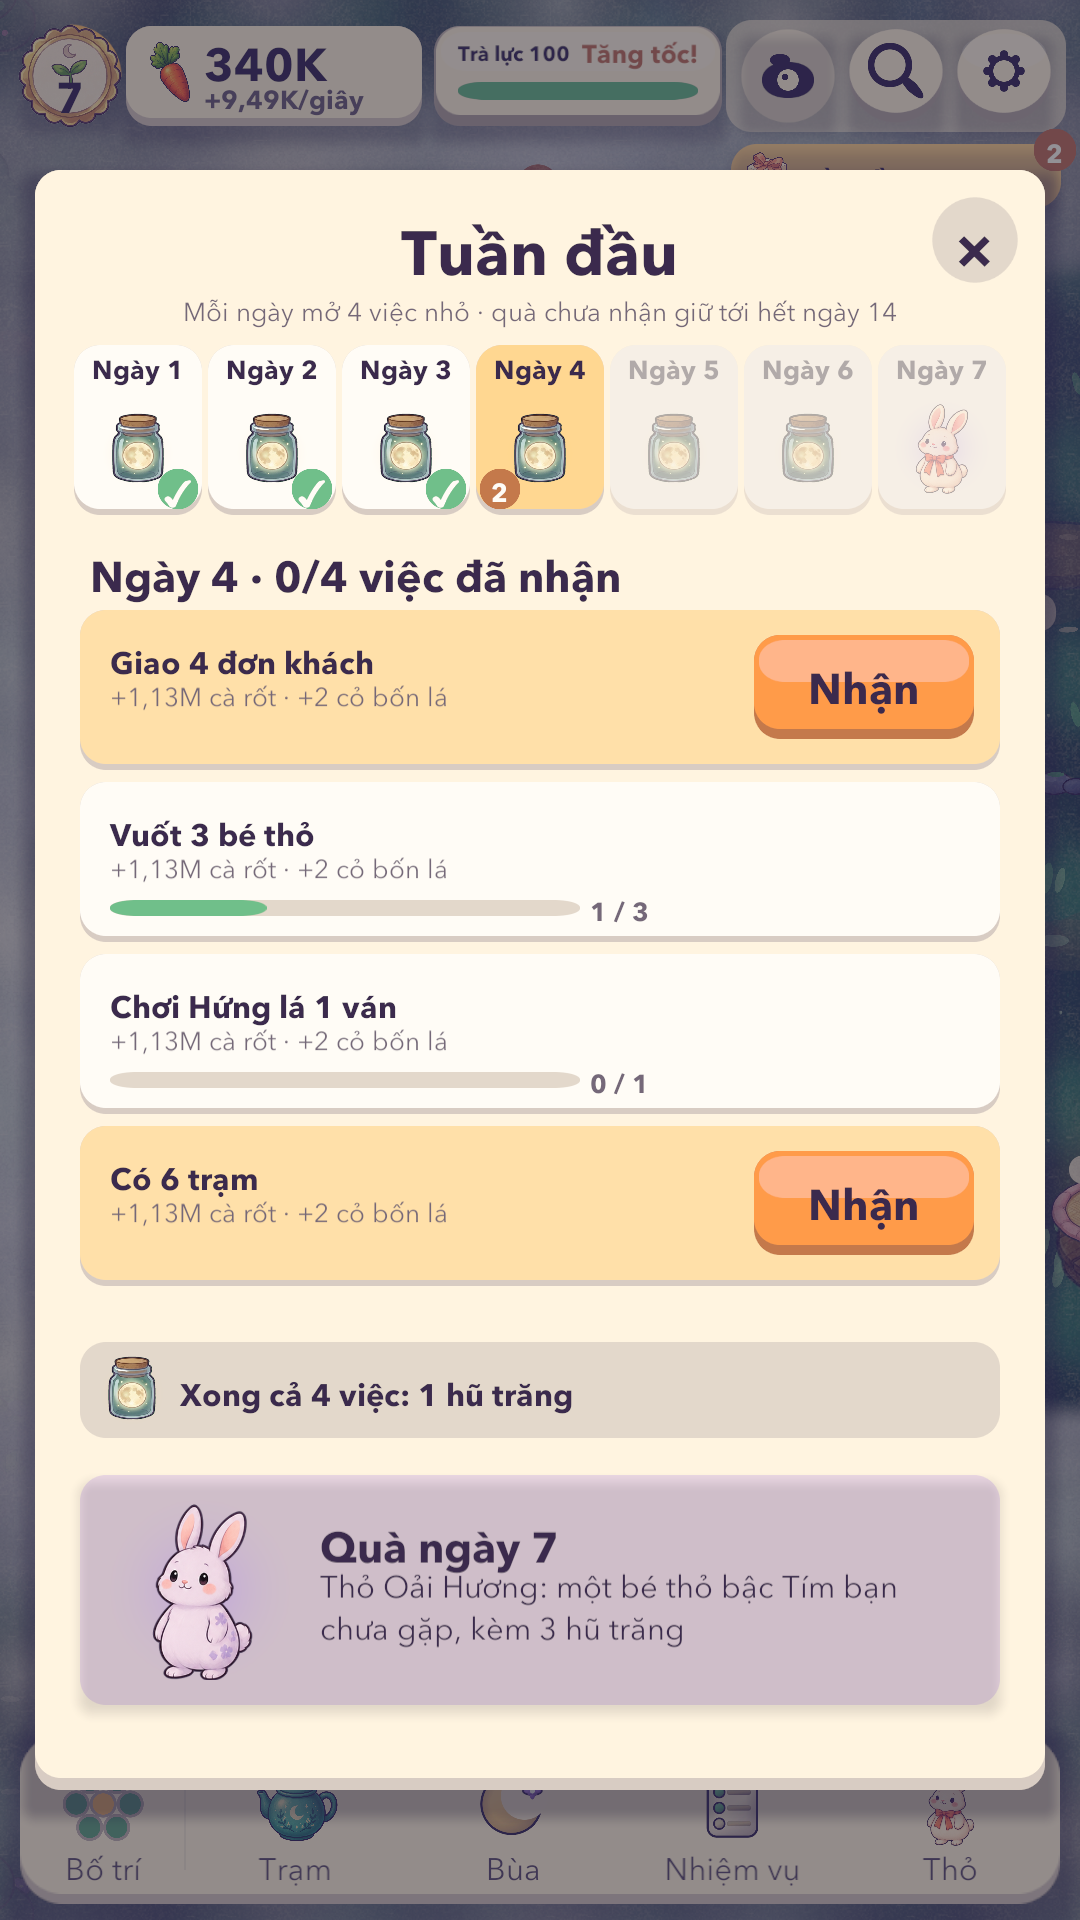 7
340K
+9,49K/giây
Trà lực 100 Tăng tốc!
2
Tuần đầu
Mỗi ngày mở 4 việc nhỏ · quà chưa nhận giữ tới hết ngày 14
Ngày 1
Ngày 2
Ngày 3
Ngày 4
Ngày 5
Ngày 6
Ngày 7
2
Ngày 4 · 0/4 việc đã nhận
Giao 4 đơn khách
+1,13M cà rốt · +2 cỏ bốn lá
Nhận
Vuốt 3 bé thỏ
+1,13M cà rốt · +2 cỏ bốn lá
1 / 3
Chơi Hứng lá 1 ván
+1,13M cà rốt · +2 cỏ bốn lá
0 / 1
Có 6 trạm
+1,13M cà rốt · +2 cỏ bốn lá
Nhận
Xong cả 4 việc: 1 hũ trăng
Quà ngày 7
Thỏ Oải Hương: một bé thỏ bậc Tím bạn
chưa gặp, kèm 3 hũ trăng
Bố trí
Trạm
Bùa
Nhiệm vụ
Thỏ